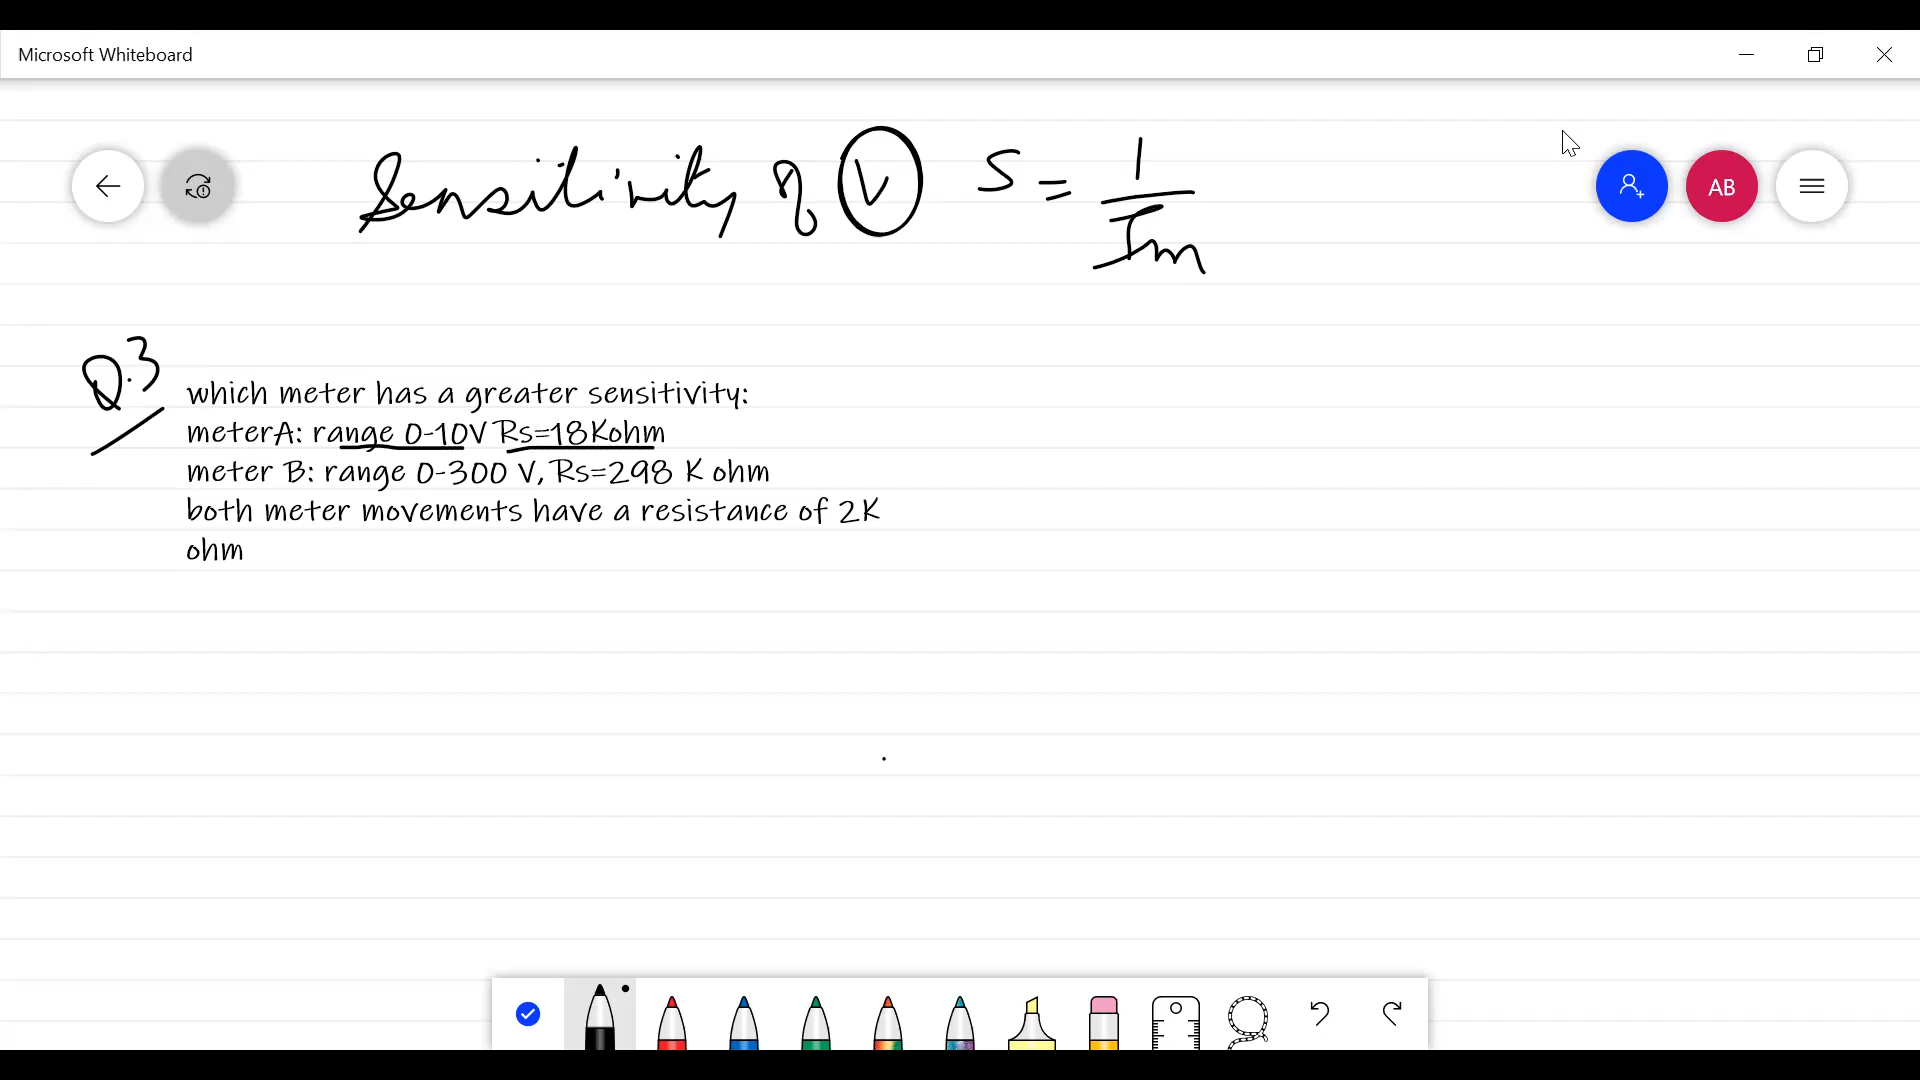 Microsoft Whiteboard
Sensitivity of V S = 1/Im
AB
Q.3
which meter has a greater sensitivity:
meterA: range 0-10V Rs=18Kohm
meter B: range 0-300 V, Rs=298 K ohm
both meter movements have a resistance of 2K
ohm